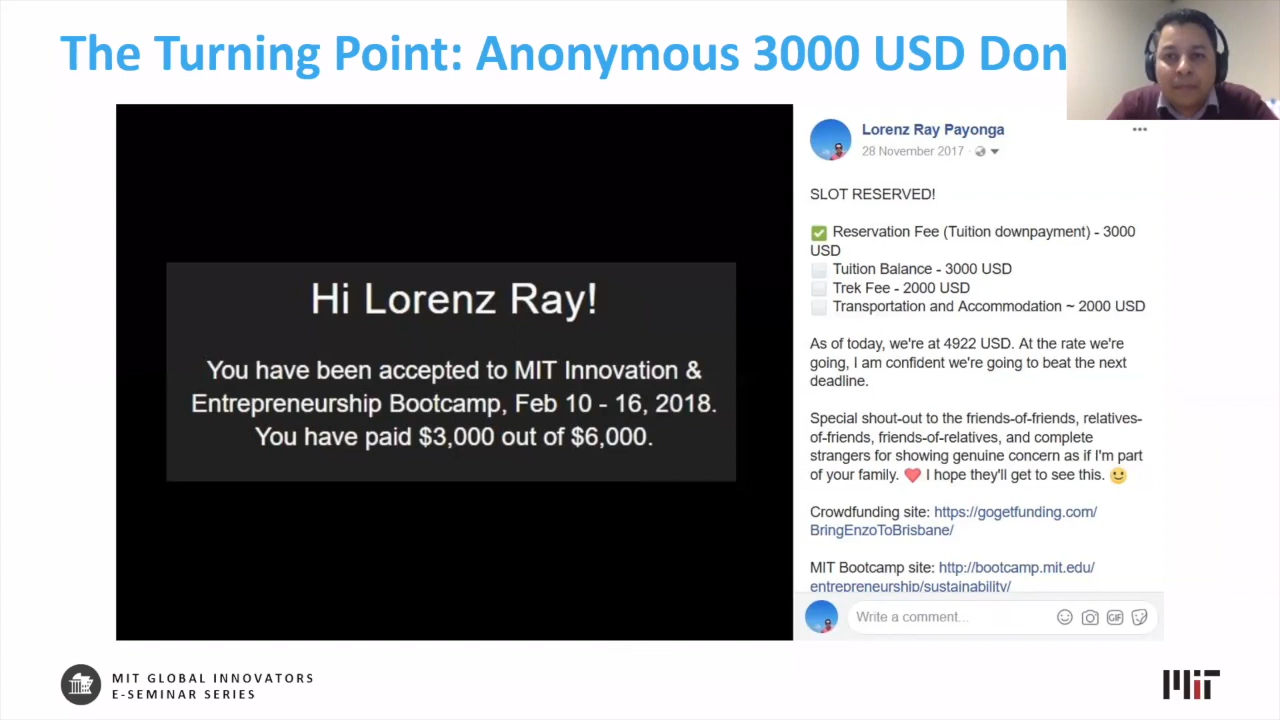 The Turning Point: Anonymous 3000 USD Don
Hi Lorenz Ray!
You have been accepted to MIT Innovation &
Entrepreneurship Bootcamp, Feb 10 - 16, 2018.
You have paid $3,000 out of $6,000.
Lorenz Ray Payonga
28 November 2017
SLOT RESERVED!
✅ Reservation Fee (Tuition downpayment) - 3000
USD
Tuition Balance - 3000 USD
Trek Fee - 2000 USD
Transportation and Accommodation ~ 2000 USD
As of today, we're at 4922 USD. At the rate we're
going, I am confident we're going to beat the next
deadline.
Special shout-out to the friends-of-friends, relatives-
of-friends, friends-of-relatives, and complete
strangers for showing genuine concern as if I'm part
of your family. ❤️ I hope they'll get to see this. 😉
Crowdfunding site: https://gogetfunding.com/
BringEnzoToBrisbane/
MIT Bootcamp site: http://bootcamp.mit.edu/
entrepreneurship/sustainability/
Write a comment...
GIF
MIT GLOBAL INNOVATORS
E-SEMINAR SERIES
MIT